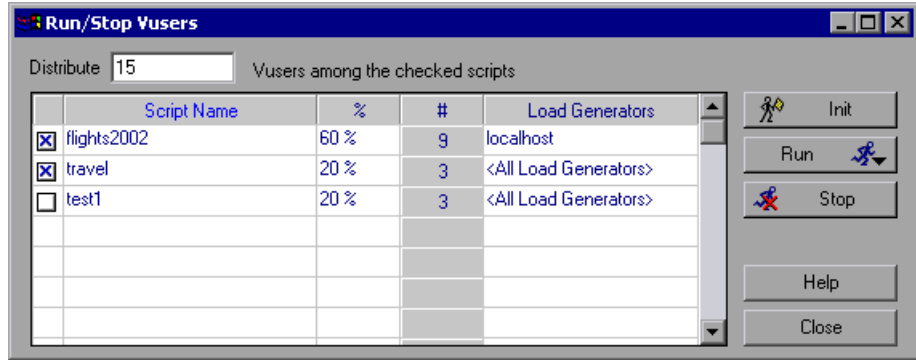 Run/Stop Vusers
Distribute 15 Vusers among the checked scripts
Script Name % # Load Generators
flights2002 60 % 9 localhost
travel 20 % 3 <All Load Generators>
test1 20 % 3 <All Load Generators>
Init
Run
Stop
Help
Close